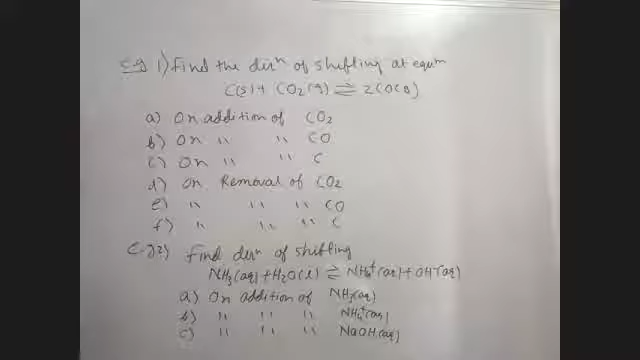 E.g 1) Find the dirⁿ of shifting at equm
C(s) + CO₂(g) ⇌ 2CO(g)
a) On addition of CO₂
b) On " " CO
c) On " " C
d) On Removal of CO₂
e) " " " CO
f) " " " C
E.g 2) Find dirⁿ of shifting
NH₃(aq) + H₂O(l) ⇌ NH₄⁺(aq) + OH⁻(aq)
a) On addition of NH₃(aq)
b) " " " NH₄⁺(aq)
c) " " " NaOH(aq)